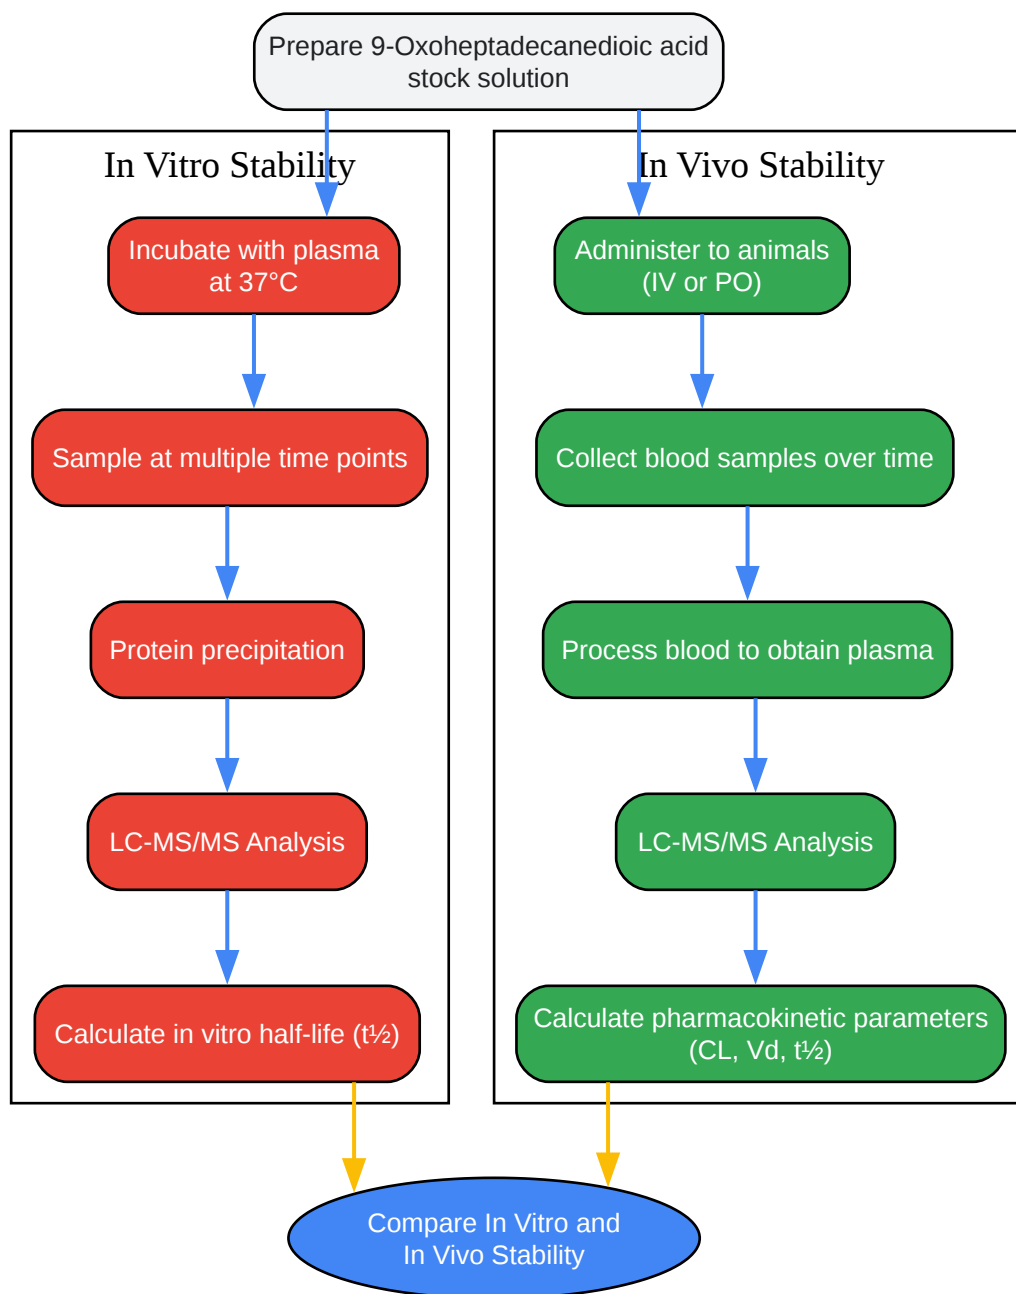 Prepare 9-Oxoheptadecanedioic acid
stock solution
In Vitro Stability
Incubate with plasma
at 37°C
Sample at multiple time points
Protein precipitation
LC-MS/MS Analysis
Calculate in vitro half-life (t½)
In Vivo Stability
Administer to animals
(IV or PO)
Collect blood samples over time
Process blood to obtain plasma
LC-MS/MS Analysis
Calculate pharmacokinetic parameters
(CL, Vd, t½)
Compare In Vitro and
In Vivo Stability